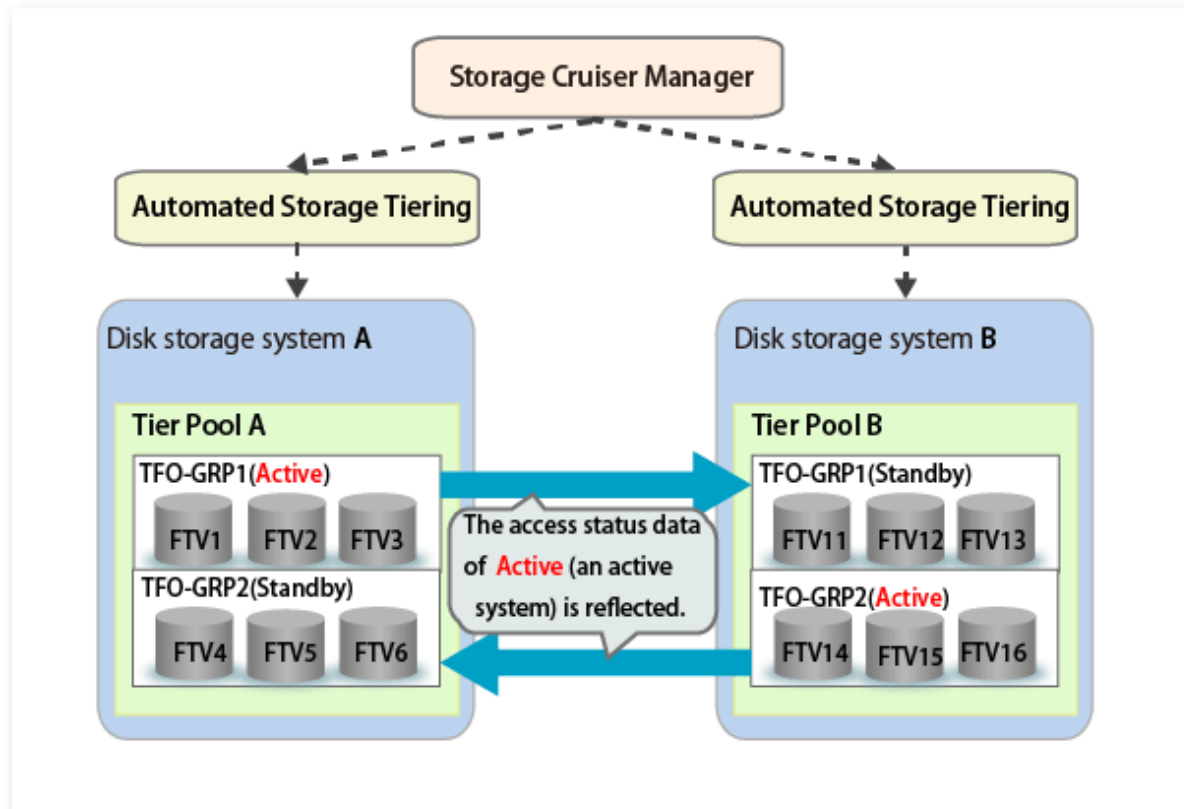 Storage Cruiser Manager
Automated Storage Tiering
Automated Storage Tiering
Disk storage system A
Tier Pool A
TFO-GRP1(Active)
FTV1 FTV2 FTV3
TFO-GRP2(Standby)
FTV4 FTV5 FTV6
The access status data
of Active (an active
system) is reflected.
Disk storage system B
Tier Pool B
TFO-GRP1(Standby)
FTV11 FTV12 FTV13
TFO-GRP2(Active)
FTV14 FTV15 FTV16